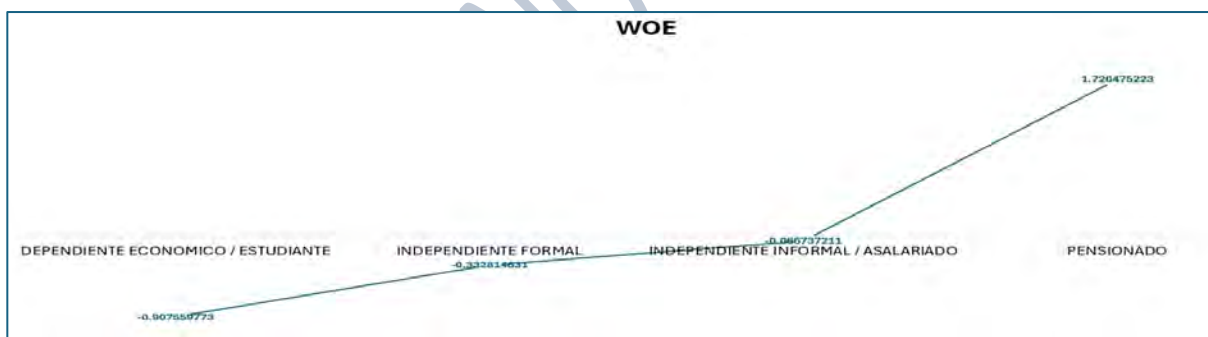 WOE
1.726475223
-0.066737211
DEPENDIENTE ECONOMICO / ESTUDIANTE
INDEPENDIENTE FORMAL
INDEPENDIENTE INFORMAL / ASALARIADO
PENSIONADO
-0.332814631
-0.907659773